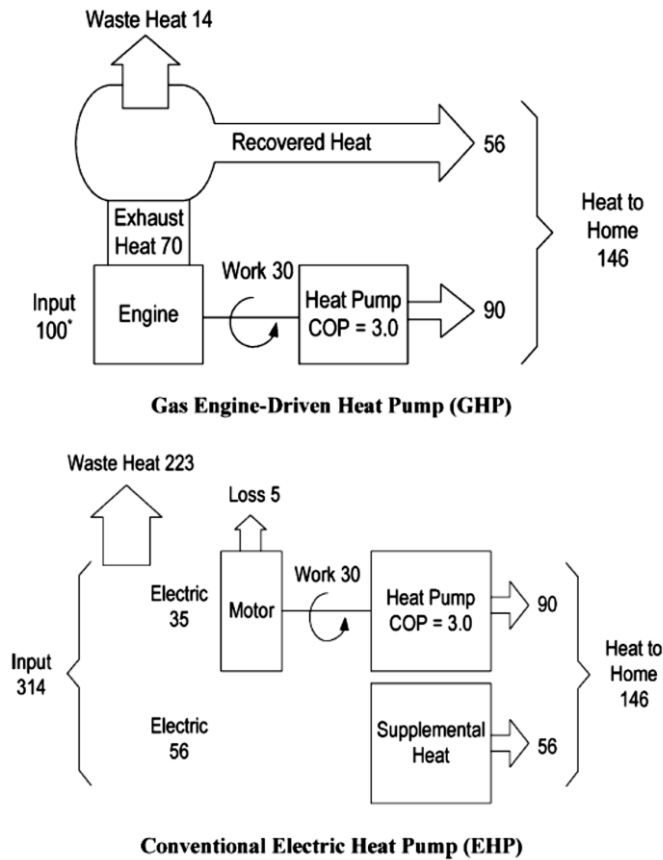 Waste Heat 14
Recovered Heat
56
Exhaust
Heat 70
Heat to
Home
146
Work 30
Input
100*
Engine
Heat Pump
COP = 3.0
90
Gas Engine-Driven Heat Pump (GHP)
Waste Heat 223
Loss 5
Work 30
Electric
35
Motor
Heat Pump
COP = 3.0
90
Input
314
Heat to
Home
146
Electric
56
Supplemental
Heat
56
Conventional Electric Heat Pump (EHP)